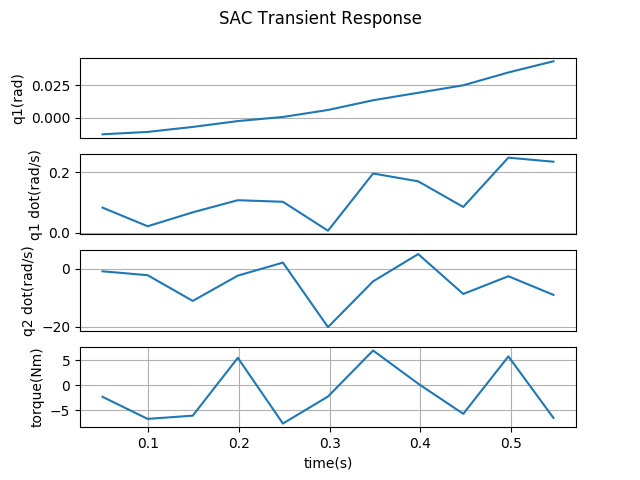 SAC Transient Response
q1(rad)
0.025
0.000
q1 dot(rad/s)
0.2
0.0
q2 dot(rad/s)
0
−20
torque(Nm)
5
0
−5
0.1 0.2 0.3 0.4 0.5
time(s)